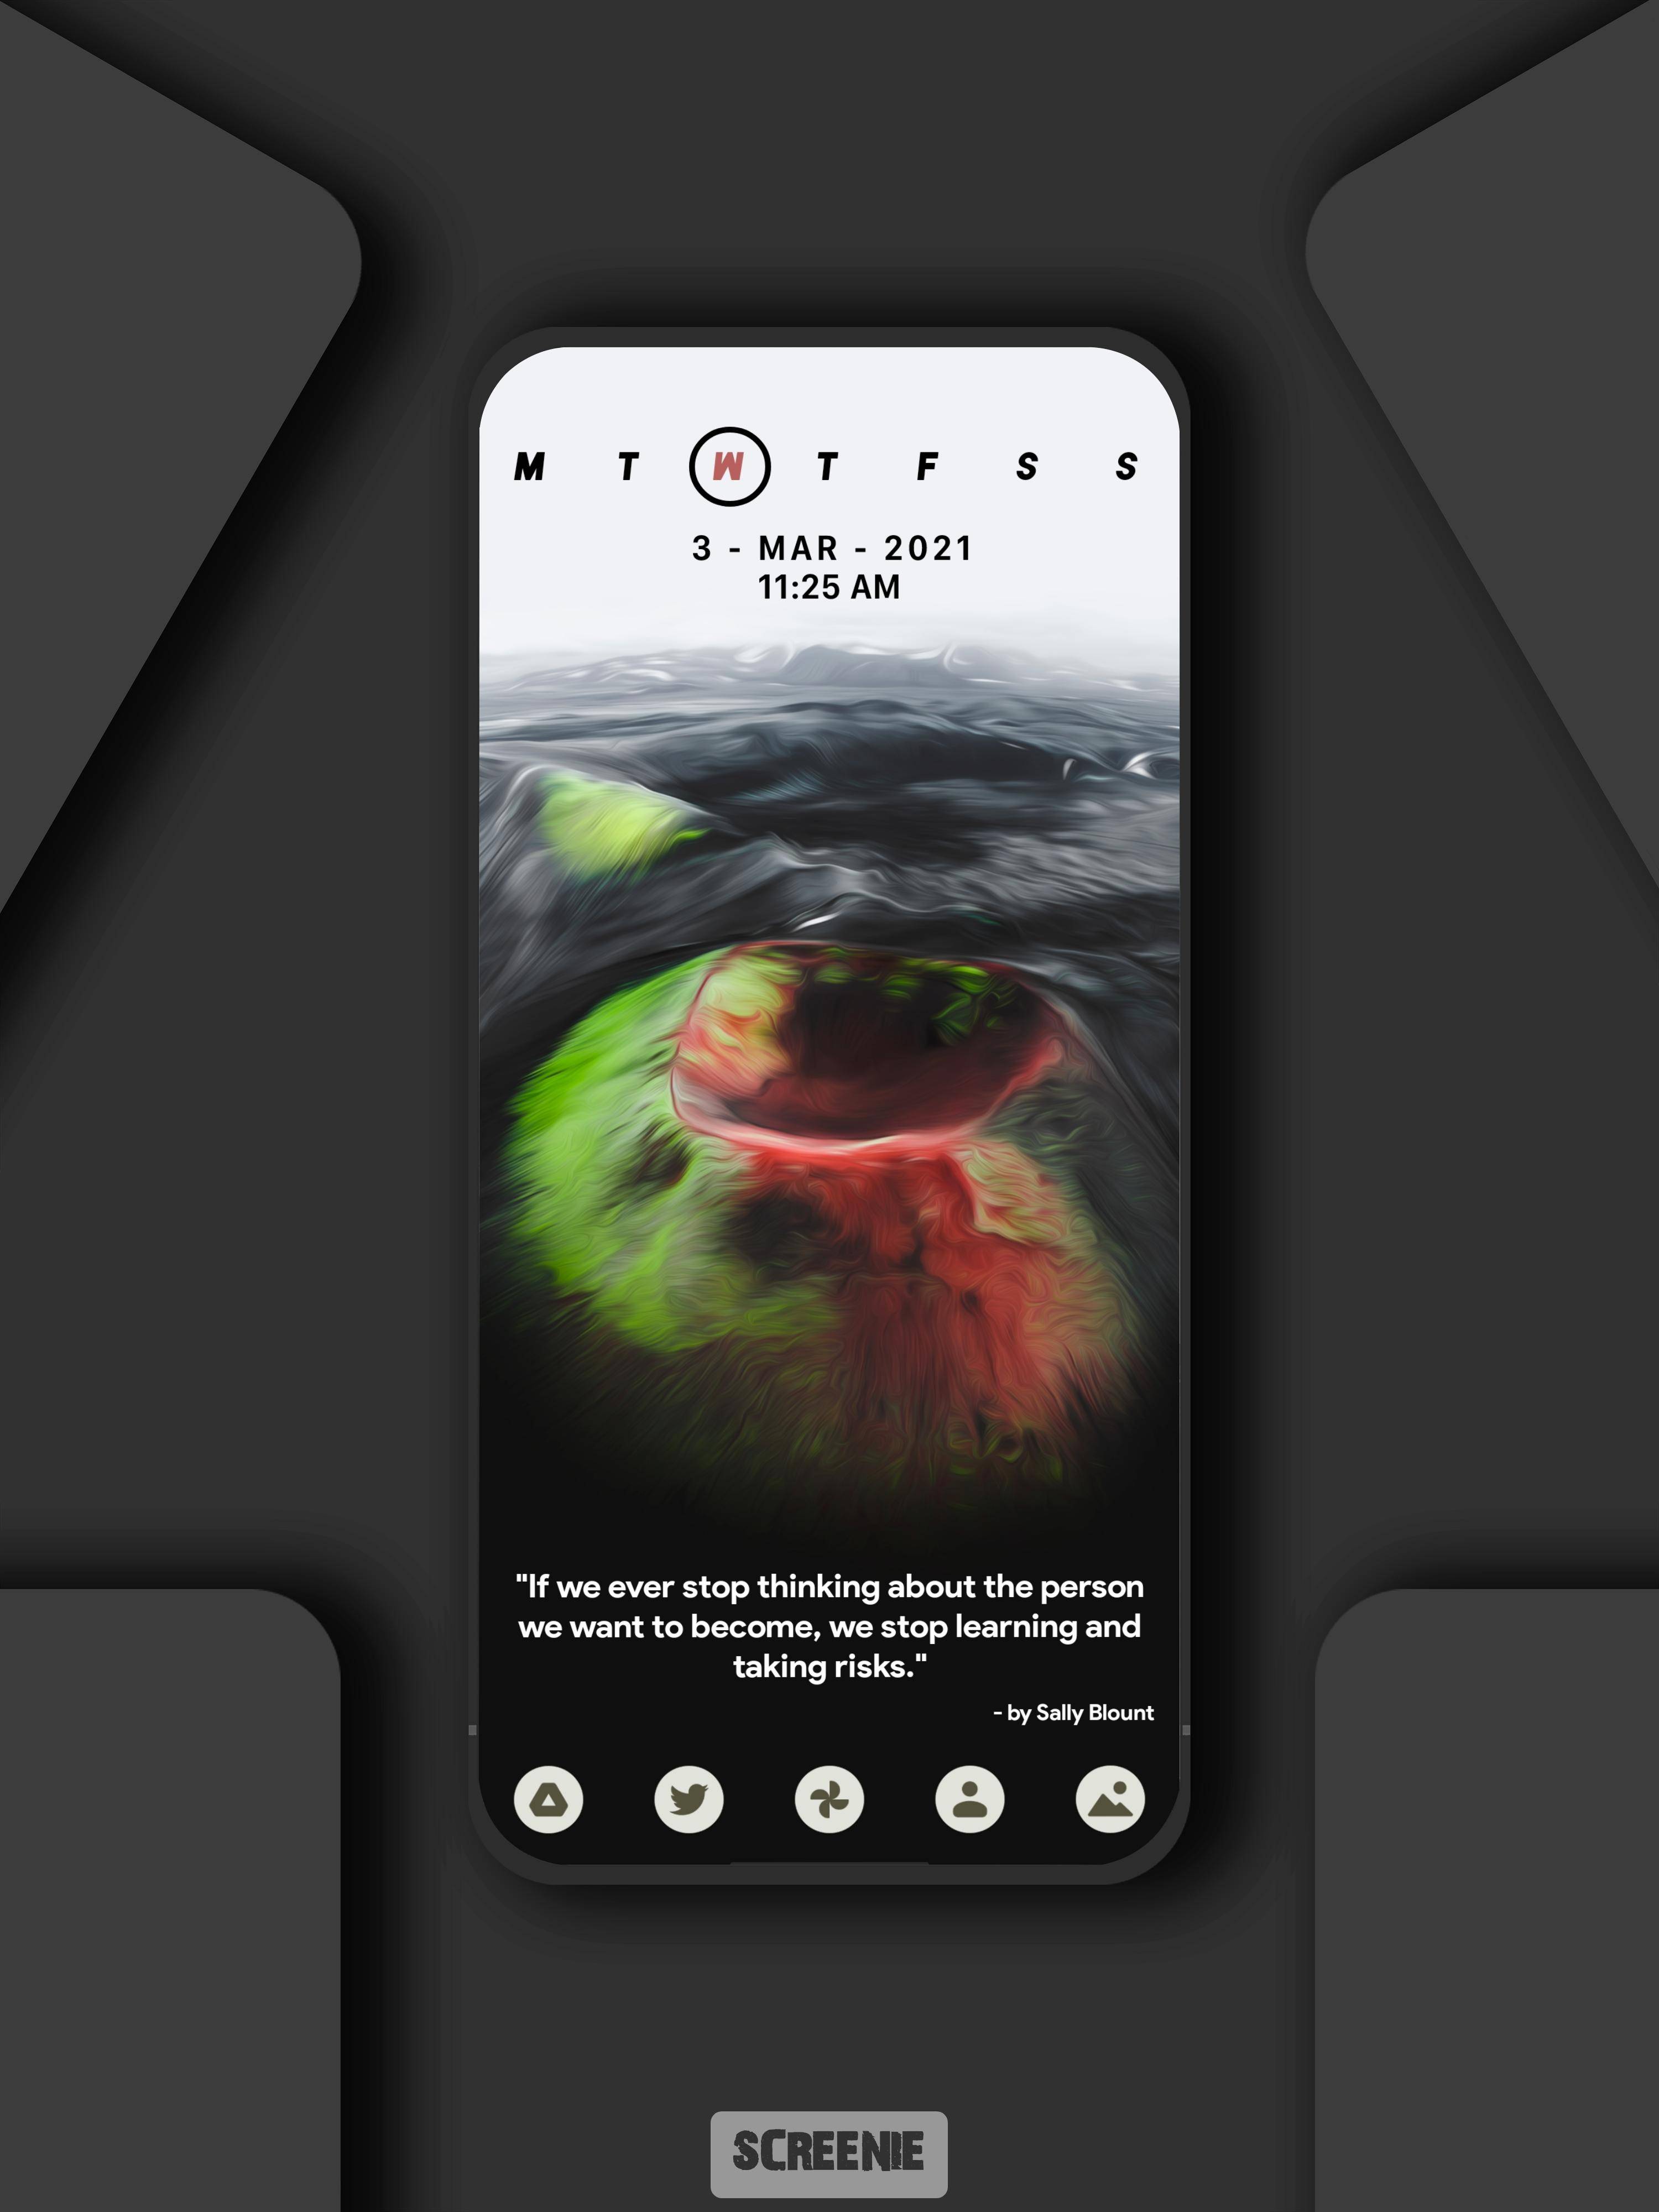 M T W T F S S
3 - MAR - 2021
11:25 AM
"If we ever stop thinking about the person
we want to become, we stop learning and
taking risks."
- by Sally Blount
SCREENIE